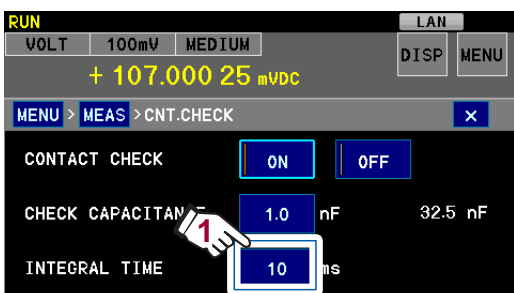 RUN LAN
VOLT 100mV MEDIUM
DISP MENU
+ 107.000 25 mVDC
MENU > MEAS > CNT.CHECK ×
CONTACT CHECK ON OFF
CHECK 1.0 nF 32.5 nF
1
INTEGRAL TIME 10 ms